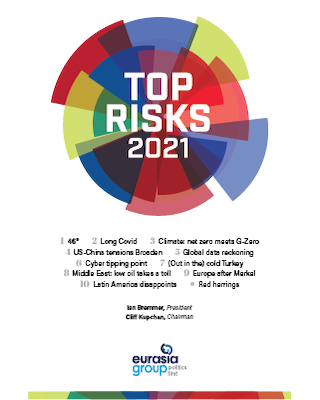 TOP
RISKS
2021
1 46* 2 Long Covid 3 Climate: net zero meets G-Zero
4 US-China tensions Broaden 5 Global data reckoning
6 Cyber tipping point 7 (Out in the) cold Turkey
8 Middle East: low oil takes a toll 9 Europe after Merkel
10 Latin America disappoints * Red herrings
Ian Bremmer, President
Cliff Kupchan, Chairman
eurasia
group politics
first